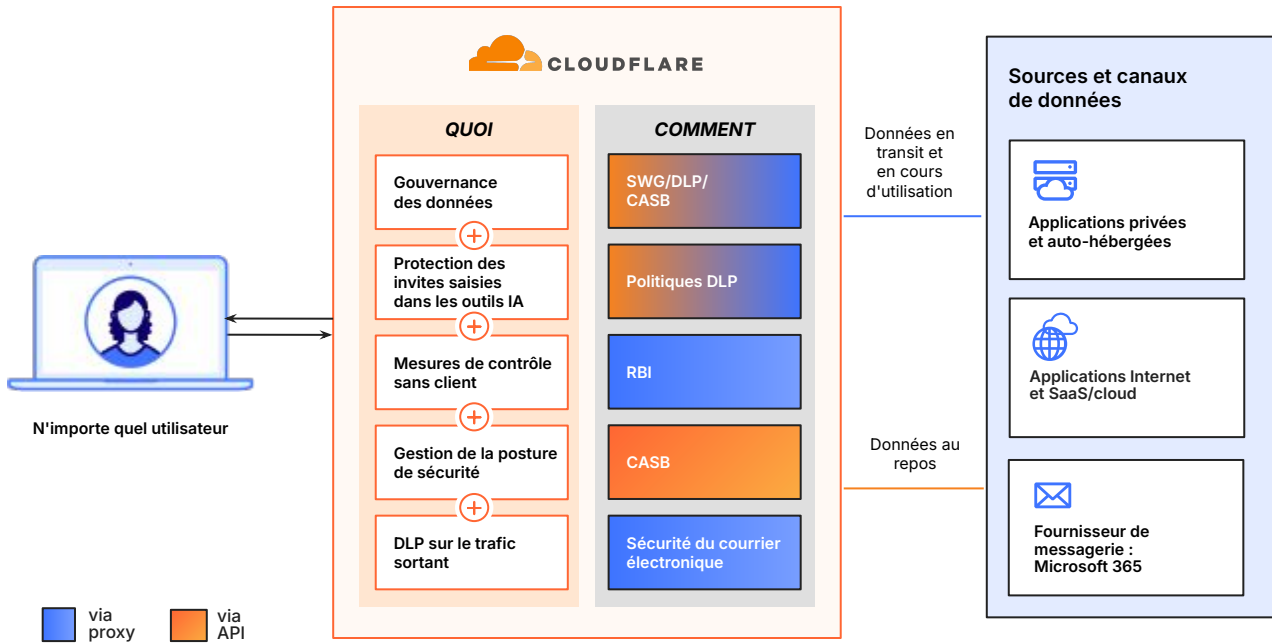 CLOUDFLARE
QUOI
Gouvernance
des données
Protection des
invites saisies
dans les outils IA
Mesures de contrôle
sans client
Gestion de la posture
de sécurité
DLP sur le trafic
sortant
COMMENT
SWG/DLP/
CASB
Politiques DLP
RBI
CASB
Sécurité du courrier
électronique
N'importe quel utilisateur
Données en
transit et
en cours
d'utilisation
Données au
repos
Sources et canaux
de données
Applications privées
et auto-hébergées
Applications Internet
et SaaS/cloud
Fournisseur de
messagerie :
Microsoft 365
via
proxy
via
API